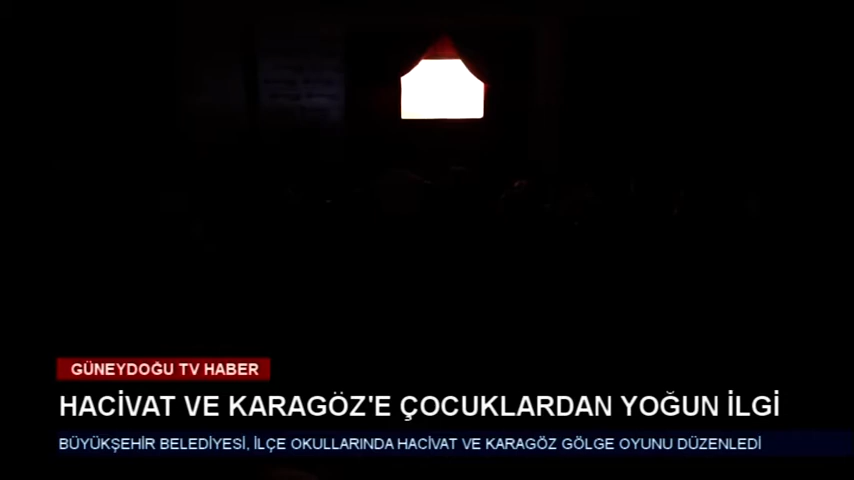 GÜNEYDOĞU TV HABER
HACİVAT VE KARAGÖZ'E ÇOCUKLARDAN YOĞUN İLGİ
BÜYÜKŞEHİR BELEDİYESİ, İLÇE OKULLARINDA HACİVAT VE KARAGÖZ GÖLGE OYUNU DÜZENLEDİ